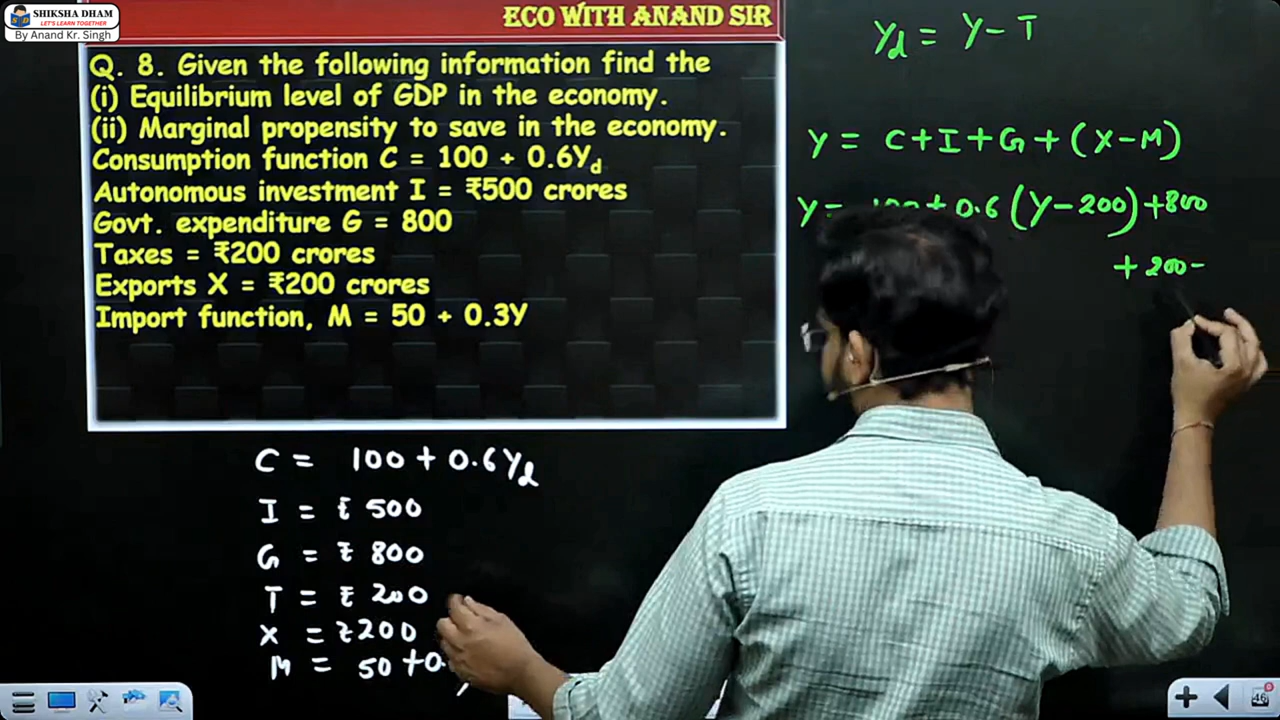 SHIKSHA DHAM
LET'S LEARN TOGETHER
By Anand Kr. Singh
ECO WITH ANAND SIR
Q. 8. Given the following information find the
(i) Equilibrium level of GDP in the economy.
(ii) Marginal propensity to save in the economy.
Consumption function C = 100 + 0.6Yd
Autonomous investment I = ₹500 crores
Govt. expenditure G = 800
Taxes = ₹200 crores
Exports X = ₹200 crores
Import function, M = 50 + 0.3Y
C = 100 + 0.6Yd
I = ₹ 500
G = ₹ 800
T = ₹ 200
X = ₹200
M = 50 + 0.
Yd = Y - T
Y = C + I + G + (X - M)
Y = 0.6 (Y - 200) + 800
+ 200 -
46